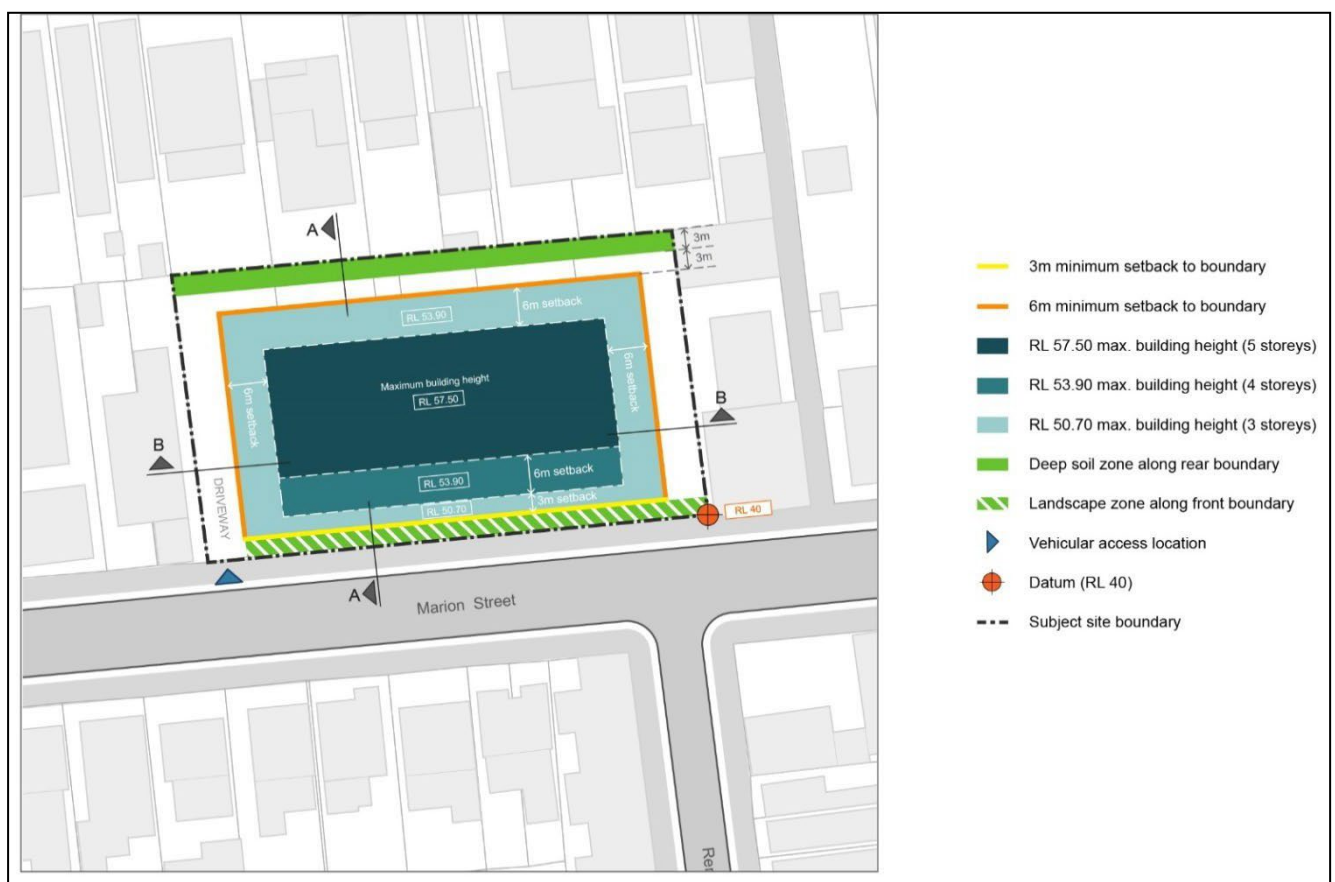 A
3m
3m
RL 53.90
6m setback
Maximum building height
RL 57.50
6m setback
6m setback
B
B
DRIVEWAY
RL 53.90
6m setback
3m setback
RL 50.70
RL 40
A
Marion Street
3m minimum setback to boundary
6m minimum setback to boundary
RL 57.50 max. building height (5 storeys)
RL 53.90 max. building height (4 storeys)
RL 50.70 max. building height (3 storeys)
Deep soil zone along rear boundary
Landscape zone along front boundary
Vehicular access location
Datum (RL 40)
Subject site boundary